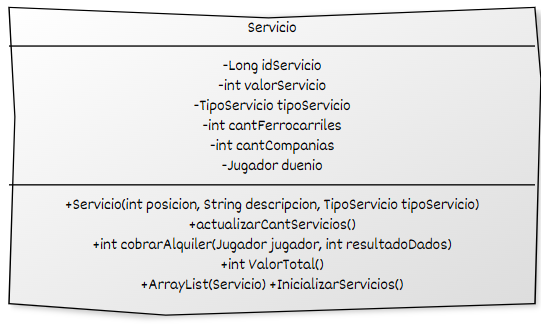 Servicio
-Long idServicio
-int valorServicio
-TipoServicio tipoServicio
-int cantFerrocarriles
-int cantCompanias
-Jugador duenio
+Servicio(int posicion, String descripcion, TipoServicio tipoServicio)
+actualizarCantServicios()
+int cobrarAlquiler(Jugador jugador, int resultadoDados)
+int ValorTotal()
+ArrayList(Servicio) +InicializarServicios()